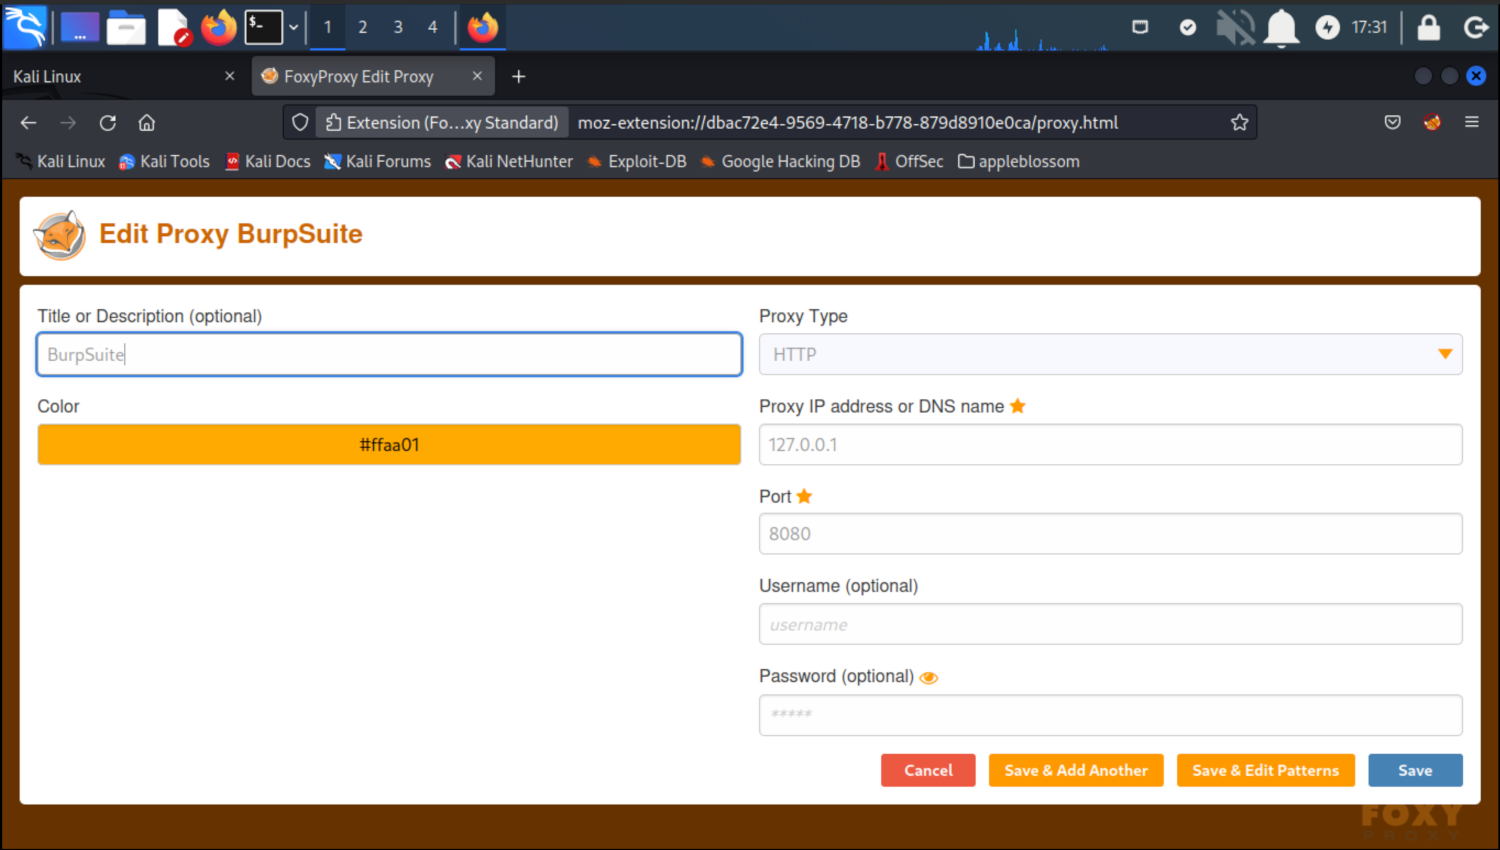 $-
1 2 3 4
17:31
Kali Linux
FoxyProxy Edit Proxy
Extension (Fo...xy Standard)
moz-extension://dbac72e4-9569-4718-b778-879d8910e0ca/proxy.html
Kali Linux Kali Tools Kali Docs Kali Forums Kali NetHunter Exploit-DB Google Hacking DB OffSec appleblossom
Edit Proxy BurpSuite
Title or Description (optional)
BurpSuite
Color
#ffaa01
Proxy Type
HTTP
Proxy IP address or DNS name
127.0.0.1
Port
8080
Username (optional)
username
Password (optional)
*****
Cancel Save & Add Another Save & Edit Patterns Save
FOXY
PROXY